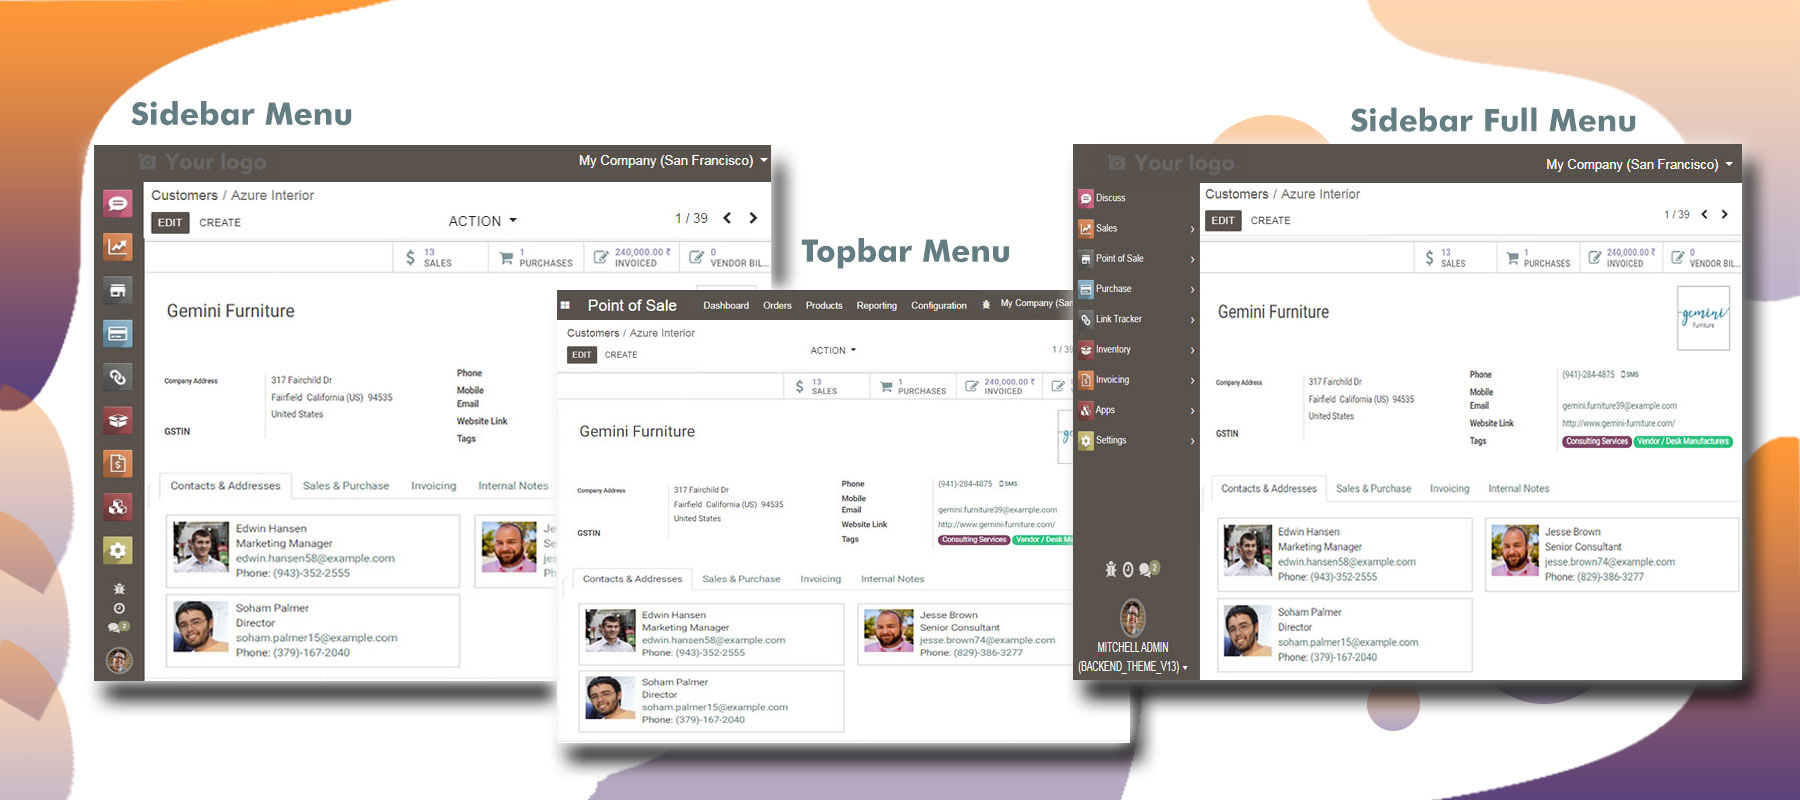 Sidebar Menu
Your logo
My Company (San Francisco)
Customers / Azure Interior
EDIT CREATE
ACTION
1 / 39
13
SALES
1
PURCHASES
240,000.00 ₹
INVOICED
0
VENDOR BIL...
Gemini Furniture
Company Address
317 Fairchild Dr
Fairfield California (US) 94535
United States
GSTIN
Phone
Mobile
Email
Website Link
Tags
Contacts & Addresses Sales & Purchase Invoicing Internal Notes
Edwin Hansen
Marketing Manager
edwin.hansen58@example.com
Phone: (943)-352-2555
Je
Se
jes
Ph
Soham Palmer
Director
soham.palmer15@example.com
Phone: (379)-167-2040
2
Topbar Menu
Point of Sale Dashboard Orders Products Reporting Configuration My Company (San
Customers / Azure Interior
EDIT CREATE
ACTION
1 / 39
13
SALES
1
PURCHASES
240,000.00 ₹
INVOICED
Gemini Furniture
ge
Company Address
317 Fairchild Dr
Fairfield California (US) 94535
United States
GSTIN
Phone (941)-284-4875 SMS
Mobile
Email gemini.furniture39@example.com
Website Link http://www.gemini-furniture.com/
Tags Consulting Services Vendor / Desk Ma
Contacts & Addresses Sales & Purchase Invoicing Internal Notes
Edwin Hansen
Marketing Manager
edwin.hansen58@example.com
Phone: (943)-352-2555
Jesse Brown
Senior Consultant
jesse.brown74@example.com
Phone: (829)-386-3277
Soham Palmer
Director
soham.palmer15@example.com
Phone: (379)-167-2040
Sidebar Full Menu
Your logo
My Company (San Francisco)
Discuss
Sales
Point of Sale
Purchase
Link Tracker
Inventory
Invoicing
Apps
Settings
2
MITCHELL ADMIN
(BACKEND_THEME_V13)
Customers / Azure Interior
EDIT CREATE
1 / 39
13
SALES
1
PURCHASES
240,000.00 ₹
INVOICED
0
VENDOR BIL...
Gemini Furniture
gemini
Furniture
Company Address
317 Fairchild Dr
Fairfield California (US) 94535
United States
GSTIN
Phone (941)-284-4875 SMS
Mobile
Email gemini.furniture39@example.com
Website Link http://www.gemini-furniture.com/
Tags Consulting Services Vendor / Desk Manufacturers
Contacts & Addresses Sales & Purchase Invoicing Internal Notes
Edwin Hansen
Marketing Manager
edwin.hansen58@example.com
Phone: (943)-352-2555
Jesse Brown
Senior Consultant
jesse.brown74@example.com
Phone: (829)-386-3277
Soham Palmer
Director
soham.palmer15@example.com
Phone: (379)-167-2040